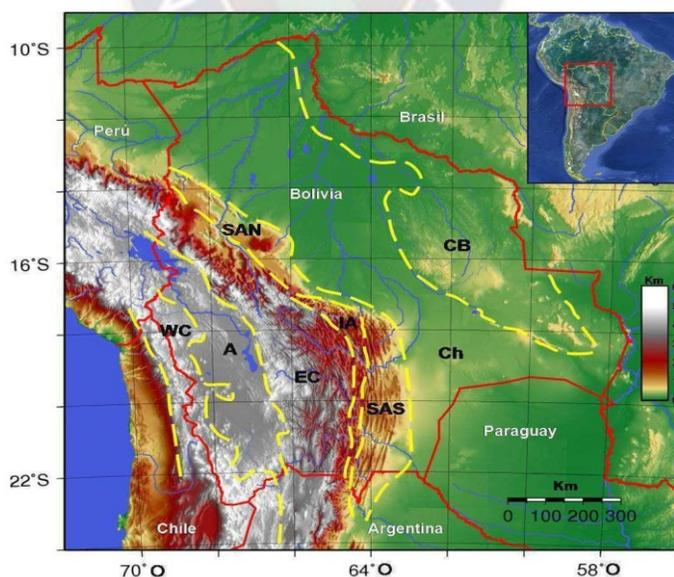 10°S
Perú
Brasil
Bolivia
SAN
CB
16°S
Km
WC
A
IA
EC
Ch
SAS
Paraguay
22°S
Km
0 100 200 300
Chile
Argentina
70°O
64°O
58°O